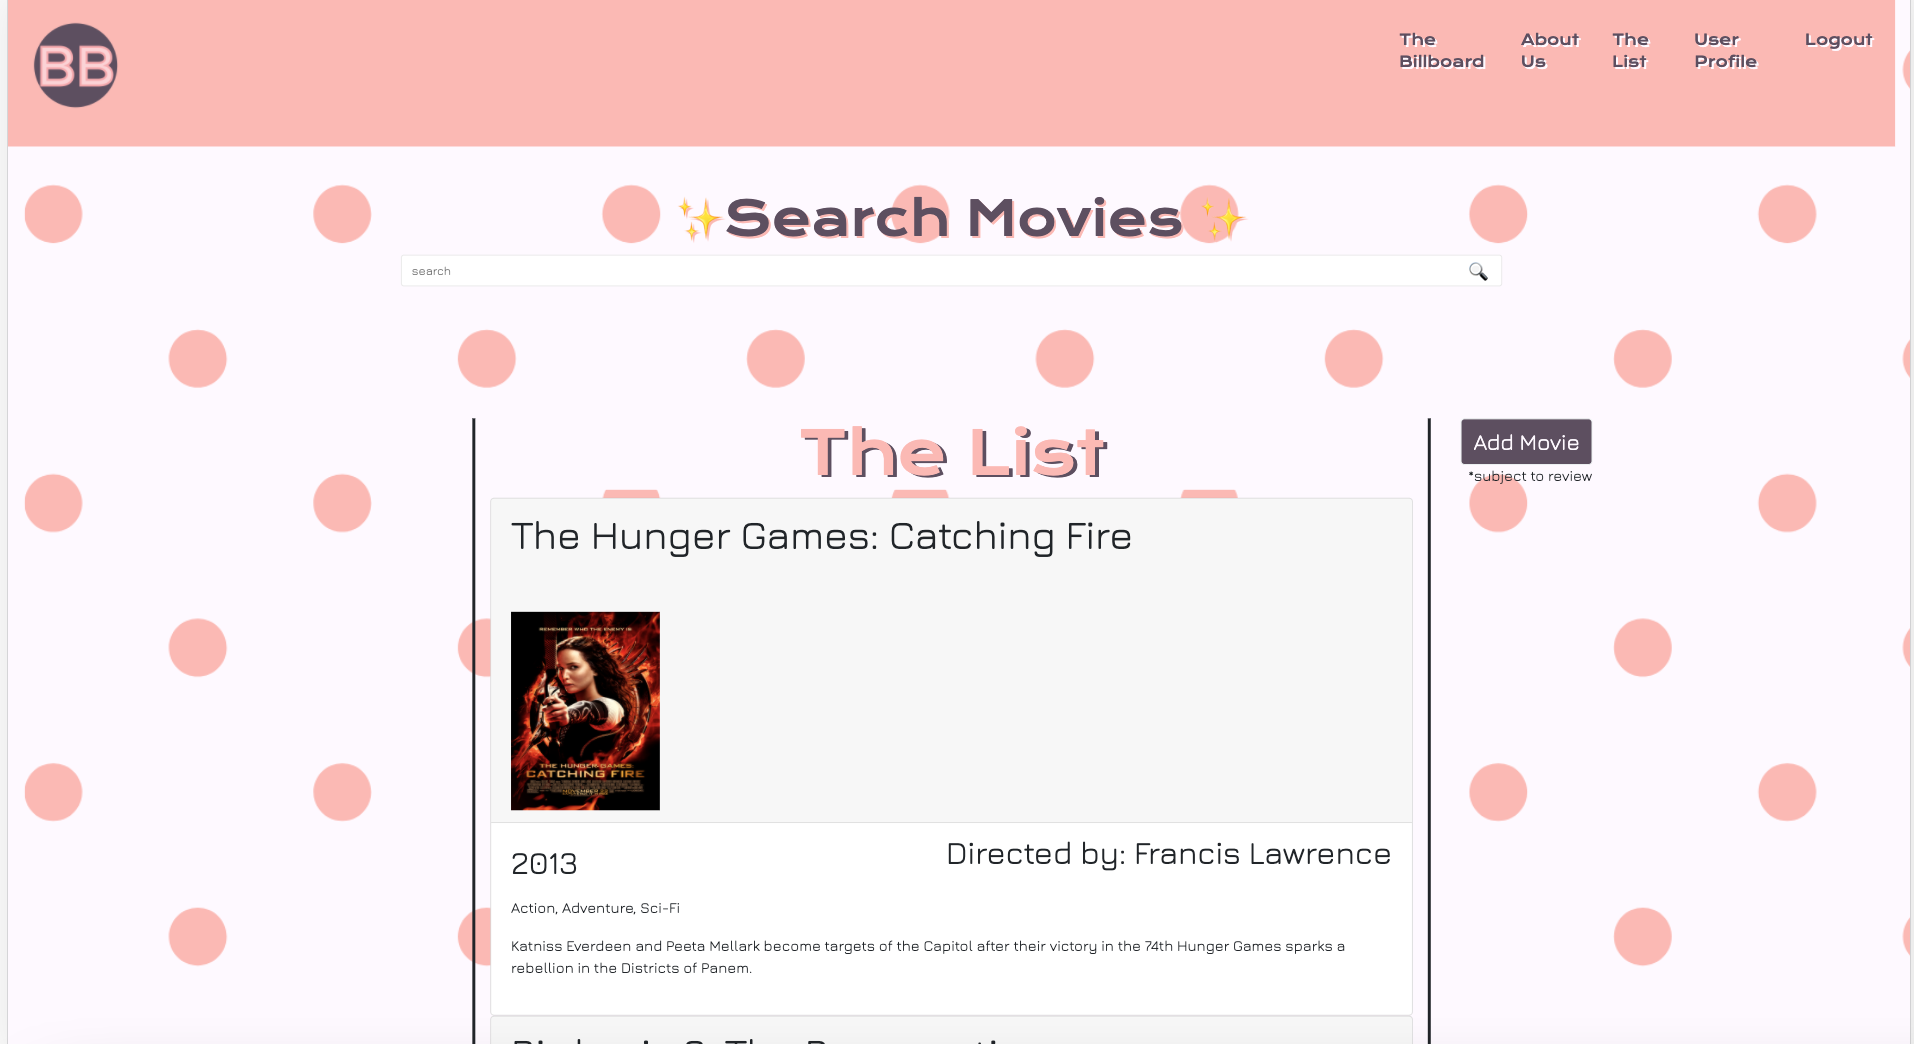 BB
The Billboard
About Us
The List
User Profile
Logout
✨Search Movies ✨
search
The List
Add Movie
*subject to review
The Hunger Games: Catching Fire
REMEMBER WHO THE ENEMY IS
THE HUNGER GAMES
CATCHING FIRE
2013
Directed by: Francis Lawrence
Action, Adventure, Sci-Fi
Katniss Everdeen and Peeta Mellark become targets of the Capitol after their victory in the 74th Hunger Games sparks a
rebellion in the Districts of Panem.